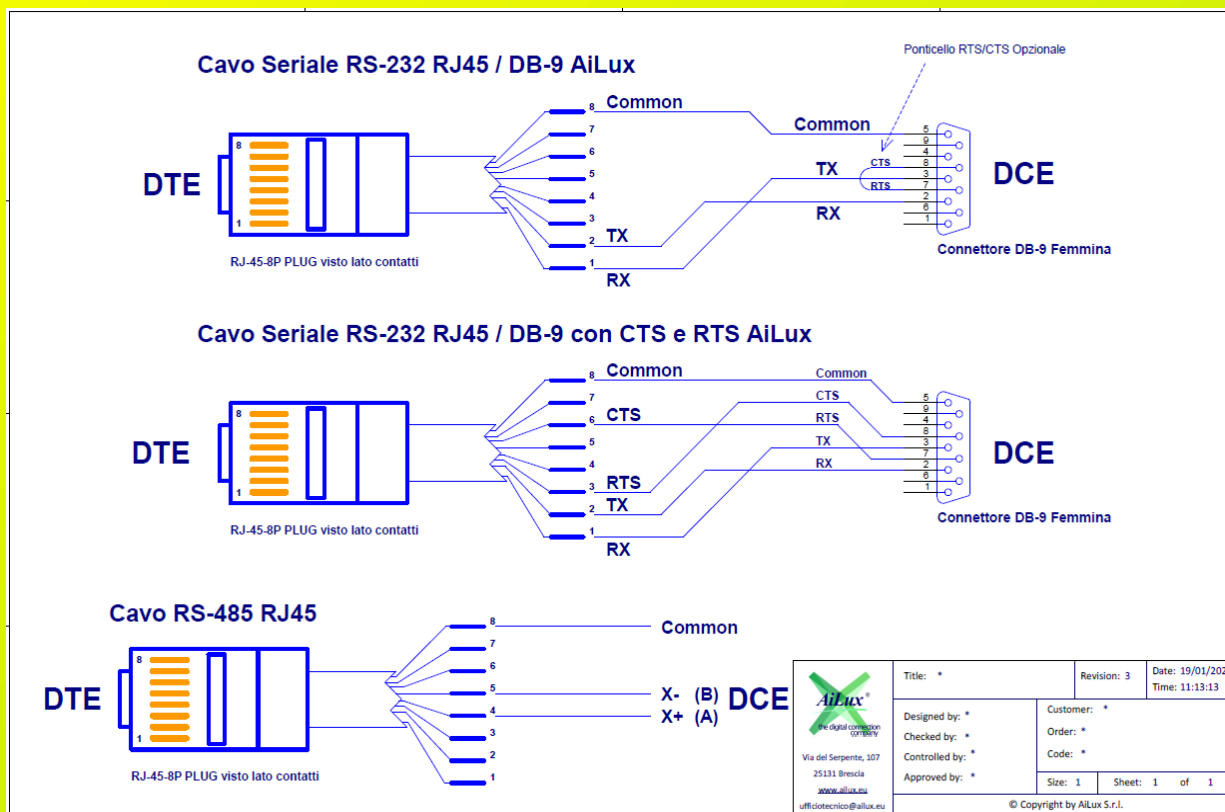 Ponticello RTS/CTS Opzionale
Cavo Seriale RS-232 RJ45 / DB-9 AiLux
8 Common
7
6
5
4
3
2 TX
1 RX
8
1
DTE
RJ-45-8P PLUG visto lato contatti
Common
TX
RX
CTS
RTS
5
9
4
8
3
7
2
6
1
DCE
Connettore DB-9 Femmina
Cavo Seriale RS-232 RJ45 / DB-9 con CTS e RTS AiLux
8 Common
7
6 CTS
5
4
3 RTS
2 TX
1 RX
8
1
DTE
RJ-45-8P PLUG visto lato contatti
Common
CTS
RTS
TX
RX
5
9
4
8
3
7
2
6
1
DCE
Connettore DB-9 Femmina
Cavo RS-485 RJ45
8 Common
7
6
5 X- (B)
4 X+ (A)
3
2
1
8
1
DTE
DCE
RJ-45-8P PLUG visto lato contatti
AiLux®
the digital connection
company
Via del Serpente, 107
25131 Brescia
www.ailux.eu
ufficiotecnico@ailux.eu
Title: *
Revision: 3
Date: 19/01/202
Time: 11:13:13
Designed by: *
Checked by: *
Controlled by: *
Approved by: *
Customer: *
Order: *
Code: *
Size: 1
Sheet: 1 of 1
© Copyright by AiLux S.r.l.